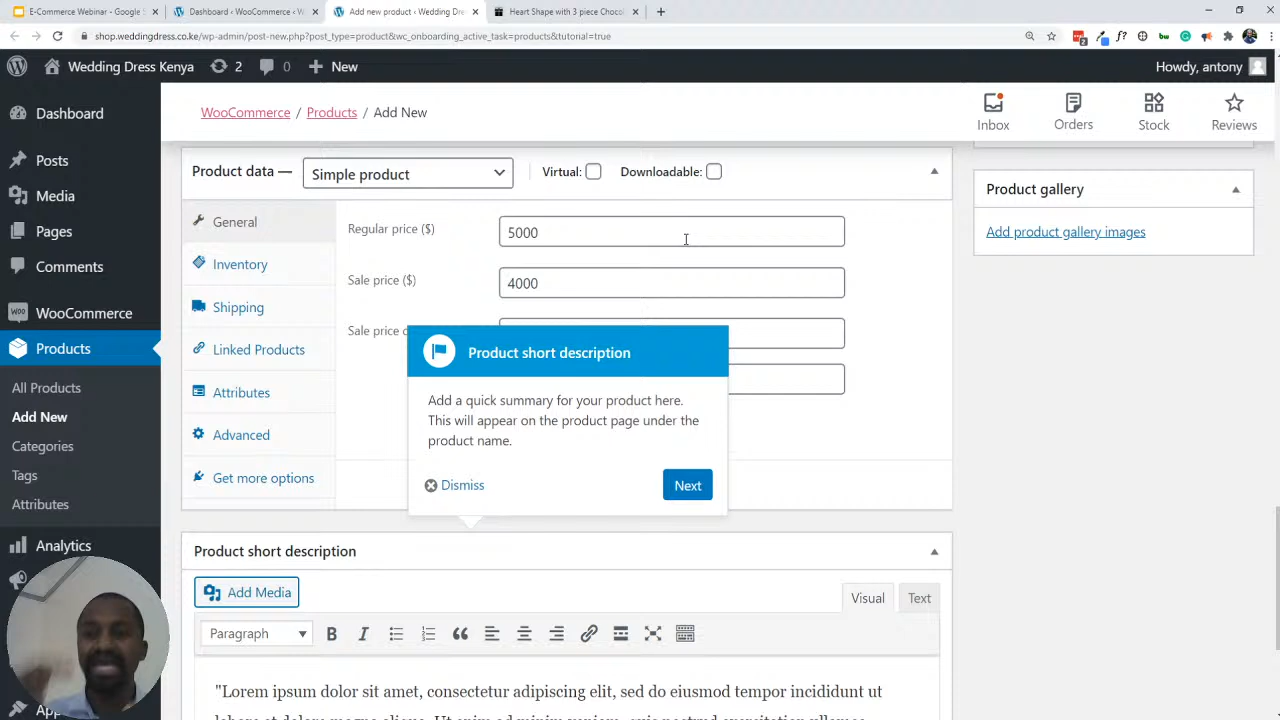 E-Commerce Webinar - Google S
Dashboard ‹ WooCommerce ‹ W
Add new product ‹ Wedding Dre
Heart Shape with 3 piece Chocol
shop.weddingdress.co.ke/wp-admin/post-new.php?post_type=product&wc_onboarding_active_task=products&tutorial=true
Wedding Dress Kenya 2 0 New Howdy, antony
Dashboard
Posts
Media
Pages
Comments
WooCommerce
Products
All Products
Add New
Categories
Tags
Attributes
Analytics
WooCommerce / Products / Add New
Inbox
Orders
Stock
Reviews
Product data — Simple product Virtual: Downloadable:
General
Inventory
Shipping
Linked Products
Attributes
Advanced
Get more options
Regular price ($) 5000
Sale price ($) 4000
Sale price
Product short description
Add a quick summary for your product here.
This will appear on the product page under the
product name.
Dismiss
Next
Product short description
Add Media
Visual Text
Paragraph
"Lorem ipsum dolor sit amet, consectetur adipiscing elit, sed do eiusmod tempor incididunt ut
Product gallery
Add product gallery images